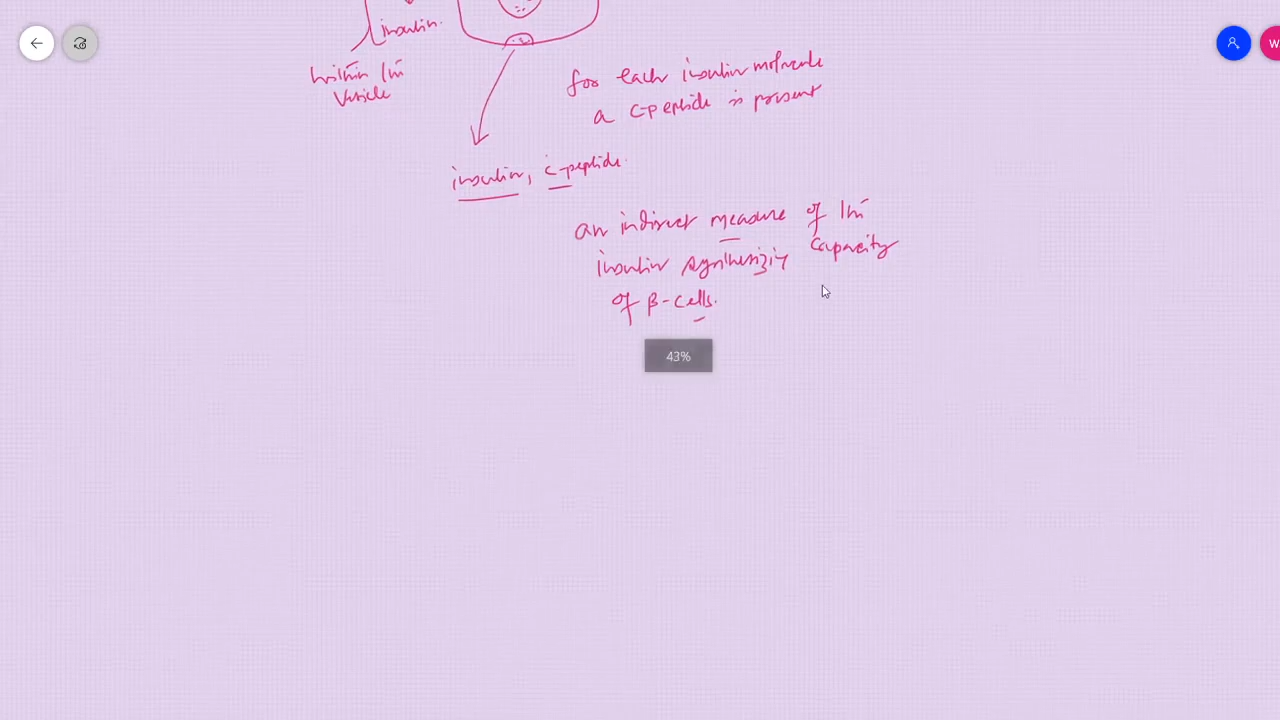 insulin.
within the
vesicle
for each insulin molecule
a c-peptide is present
insulin, c-peptide.
an indirect measure of the
insulin synthesizing capacity
of β-cells.
43%
W